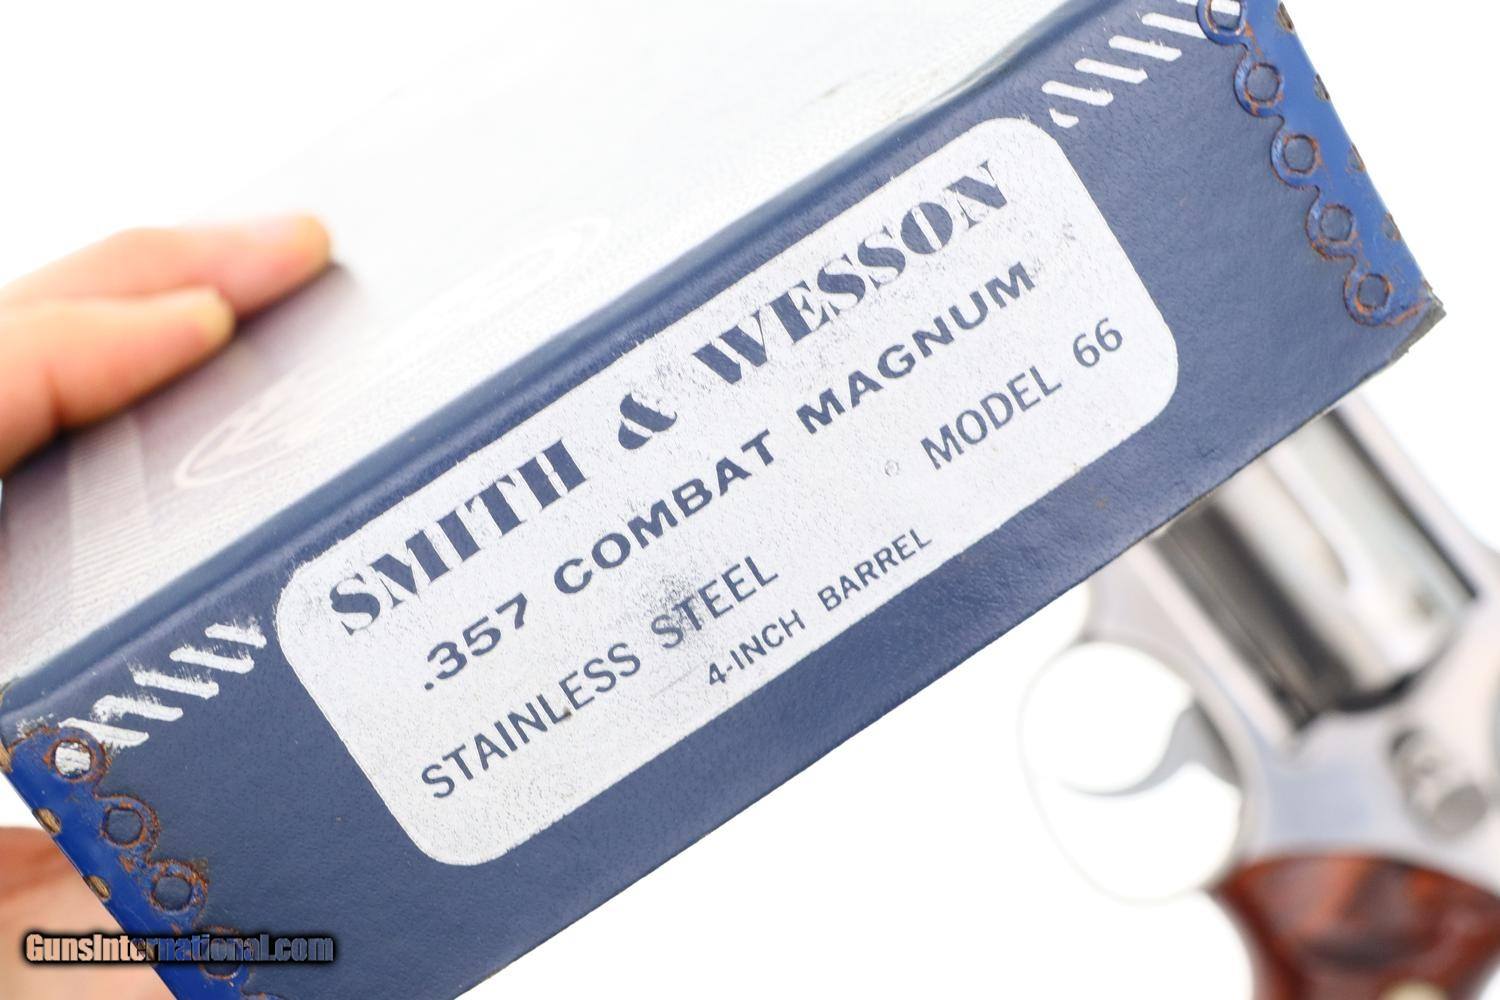 SMITH & WESSON
.357 COMBAT MAGNUM
STAINLESS STEEL MODEL 66
4-INCH BARREL
GunsInternational.com